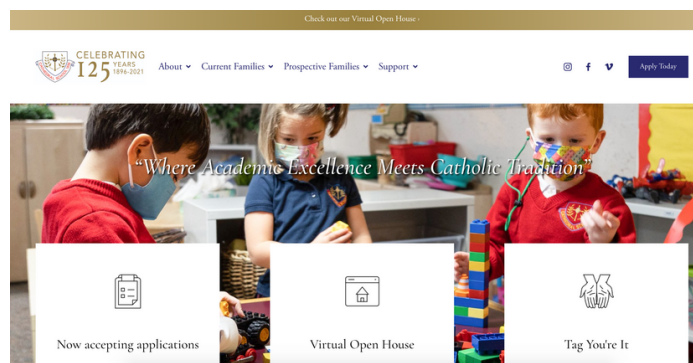 Check out our Virtual Open House ›
CELEBRATING
125 YEARS
1896-2021
About
Current Families
Prospective Families
Support
Apply Today
“Where Academic Excellence Meets Catholic Tradition”
Now accepting applications
Virtual Open House
Tag You're It